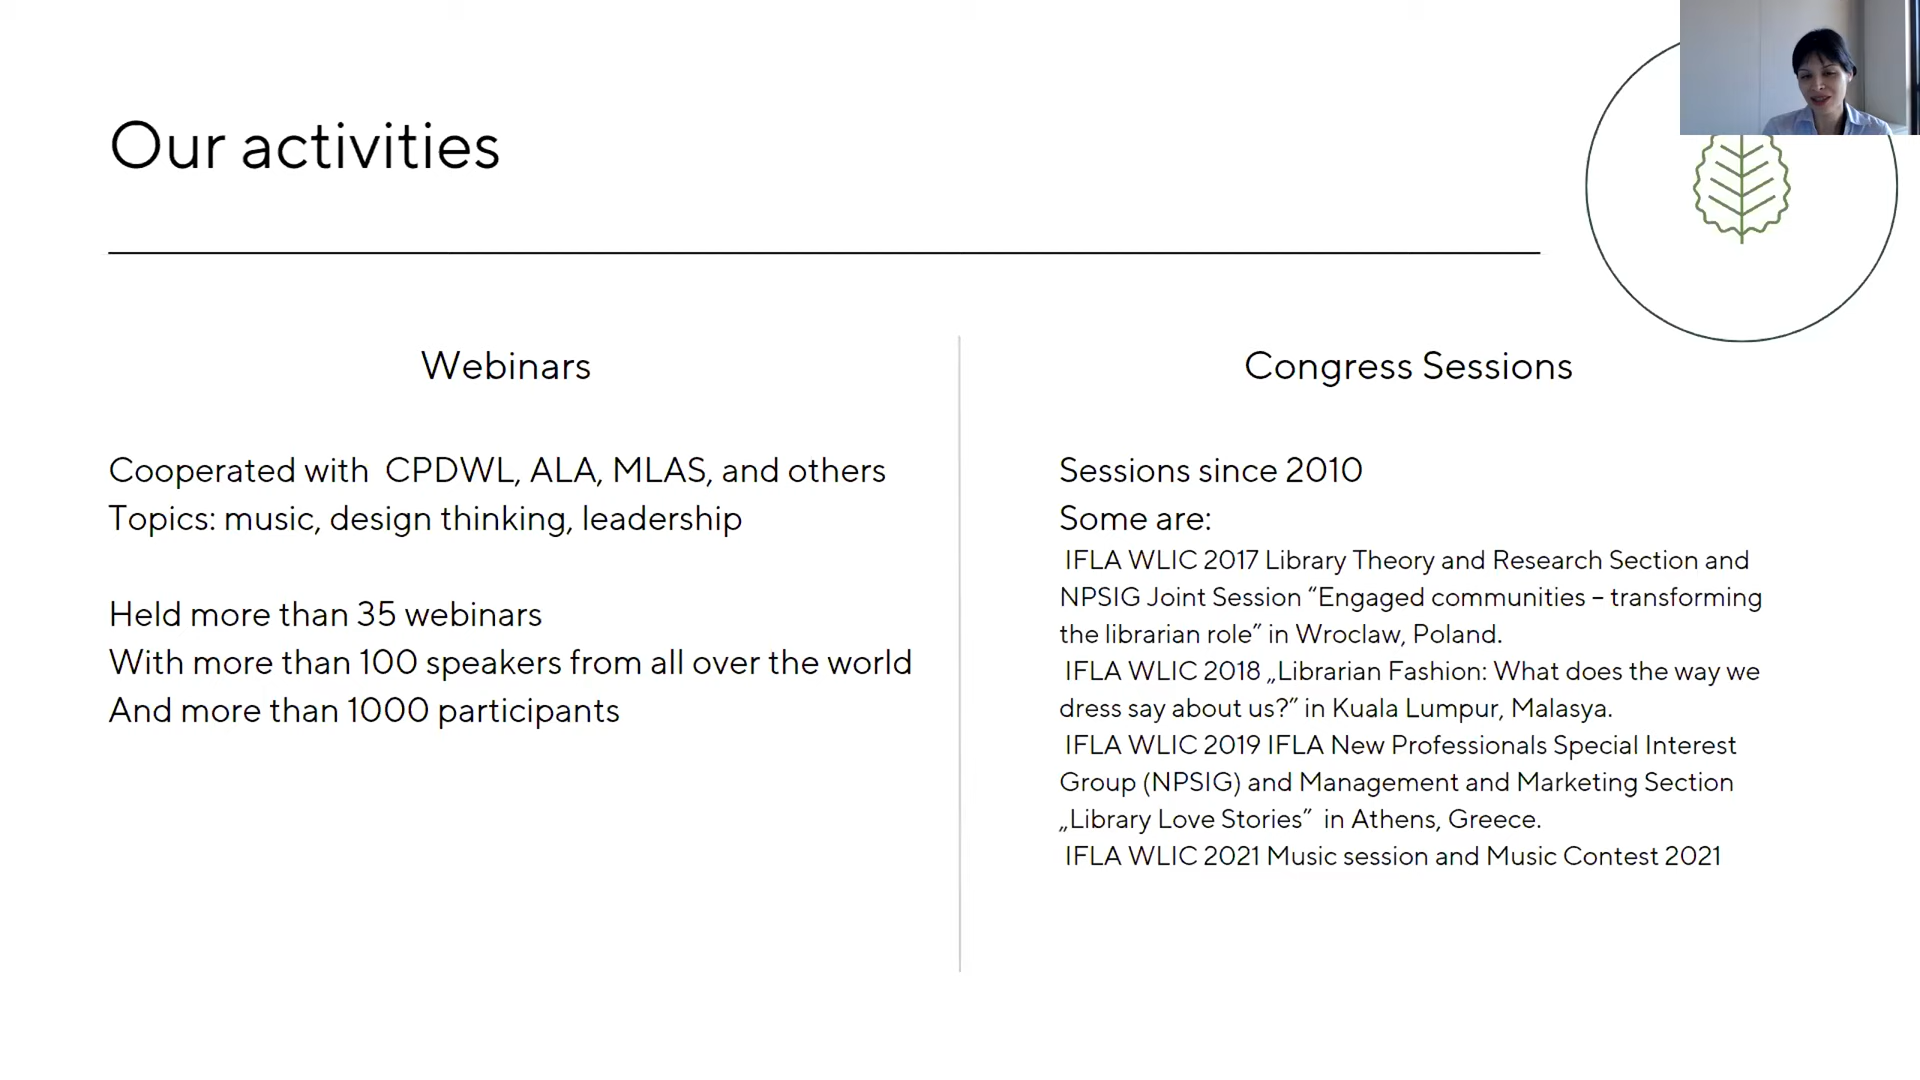 Our activities
Webinars
Cooperated with CPDWL, ALA, MLAS, and others
Topics: music, design thinking, leadership
Held more than 35 webinars
With more than 100 speakers from all over the world
And more than 1000 participants
Congress Sessions
Sessions since 2010
Some are:
IFLA WLIC 2017 Library Theory and Research Section and
NPSIG Joint Session “Engaged communities – transforming
the librarian role” in Wroclaw, Poland.
IFLA WLIC 2018 „Librarian Fashion: What does the way we
dress say about us?” in Kuala Lumpur, Malasya.
IFLA WLIC 2019 IFLA New Professionals Special Interest
Group (NPSIG) and Management and Marketing Section
„Library Love Stories” in Athens, Greece.
IFLA WLIC 2021 Music session and Music Contest 2021